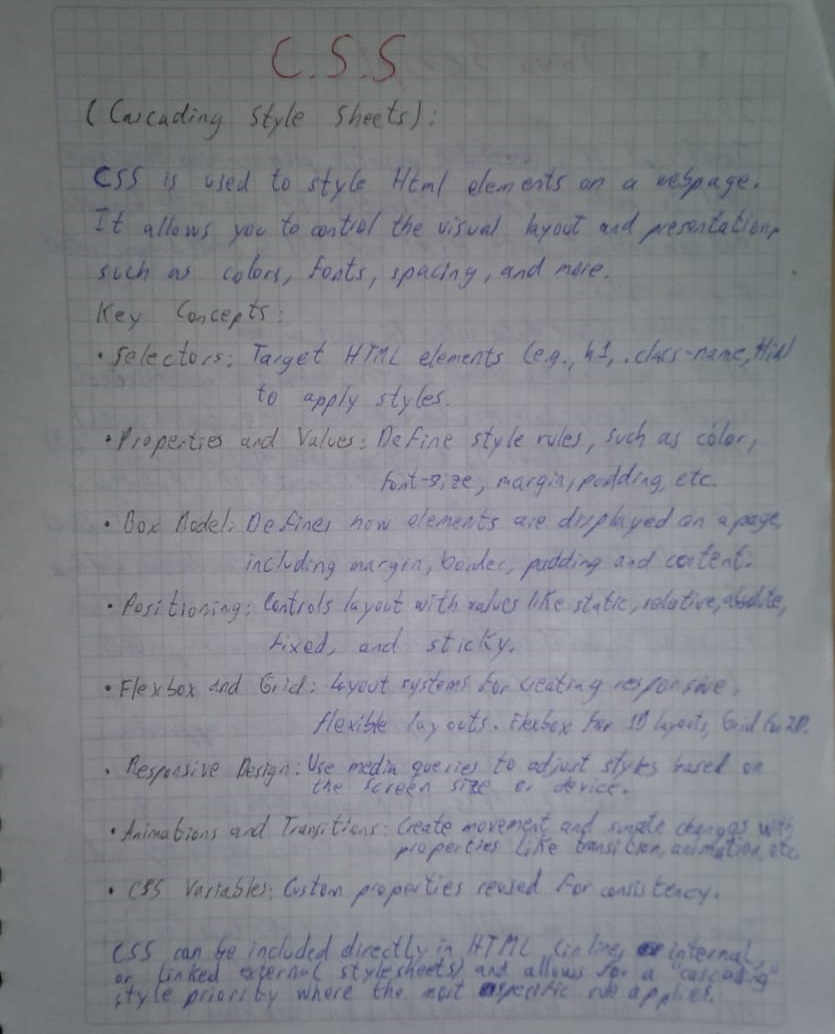 C.S.S
(Cascading Style Sheets):
CSS is used to style Html elements on a webpage.
It allows you to control the visual layout and presentation,
such as colors, fonts, spacing, and more.
Key Concepts:
• Selectors: Target HTML elements (e.g., h1, .class-name,
to apply styles.
• Properties and Values: Define style rules, such as color,
font-size, margin, padding, etc.
• Box Model: Defines how elements are displayed on a page,
including margin, border, padding and content.
• Positioning: Controls layout with values like static, relative, absolute,
fixed, and sticky.
• Flexbox and Grid: Layout systems for creating responsive,
flexible layouts. Flexbox for 1D layouts, Grid for 2D.
• Responsive Design: Use media queries to adjust styles based on
the screen size or device.
• Animations and Transitions: Create movement and changes with
properties like transition, animation, etc
• CSS Variables: Custom properties reused for consistency.
CSS can be included directly in HTML (inline, or internal,
or linked external stylesheets) and allows for a "cascading"
style priority where the most specific rule applies.